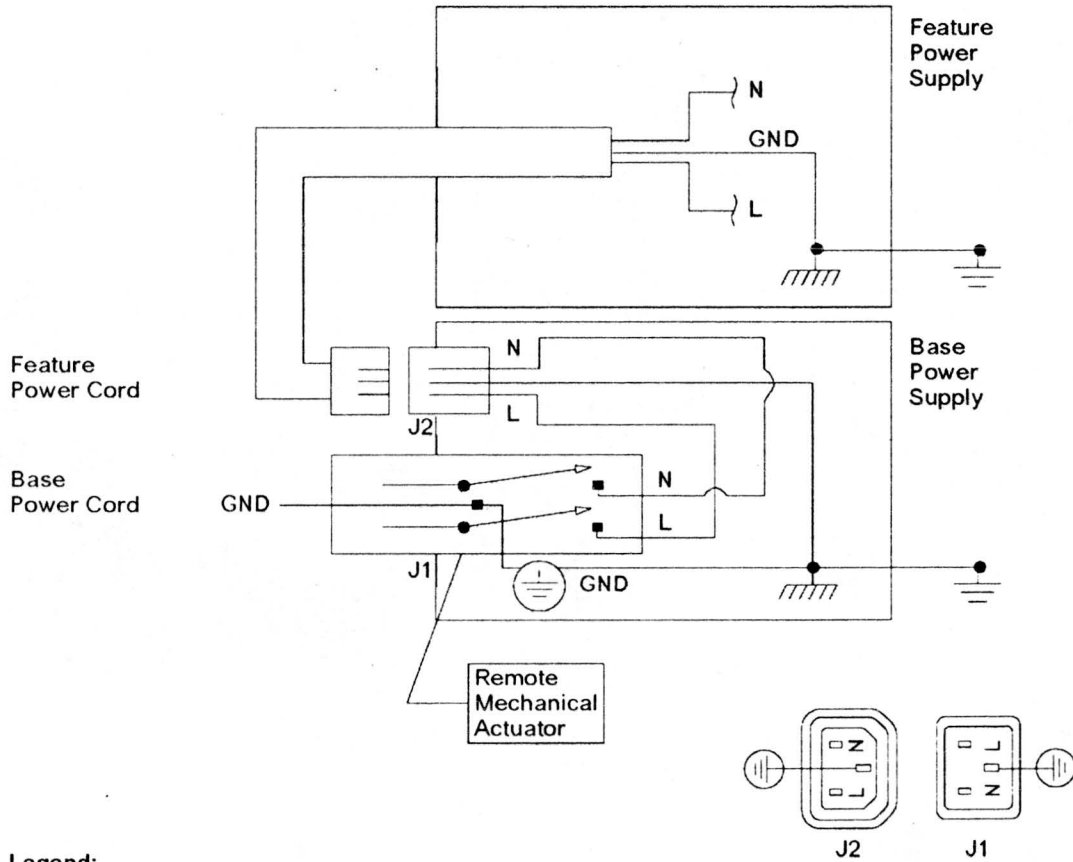 Feature
Power
Supply
N
GND
L
Feature
Power Cord
N
L
J2
Base
Power
Supply
Base
Power Cord
GND
N
L
J1
GND
Remote
Mechanical
Actuator
N
L
L
N
J2
J1
Legend: